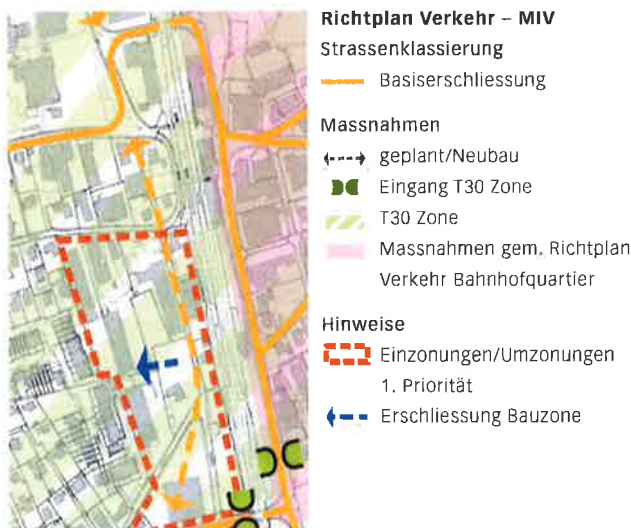 Richtplan Verkehr – MIV
Strassenklassierung
Basiserschliessung
Massnahmen
geplant/Neubau
Eingang T30 Zone
T30 Zone
Massnahmen gem. Richtplan
Verkehr Bahnhofquartier
Hinweise
Einzonungen/Umzonungen
1. Priorität
Erschliessung Bauzone